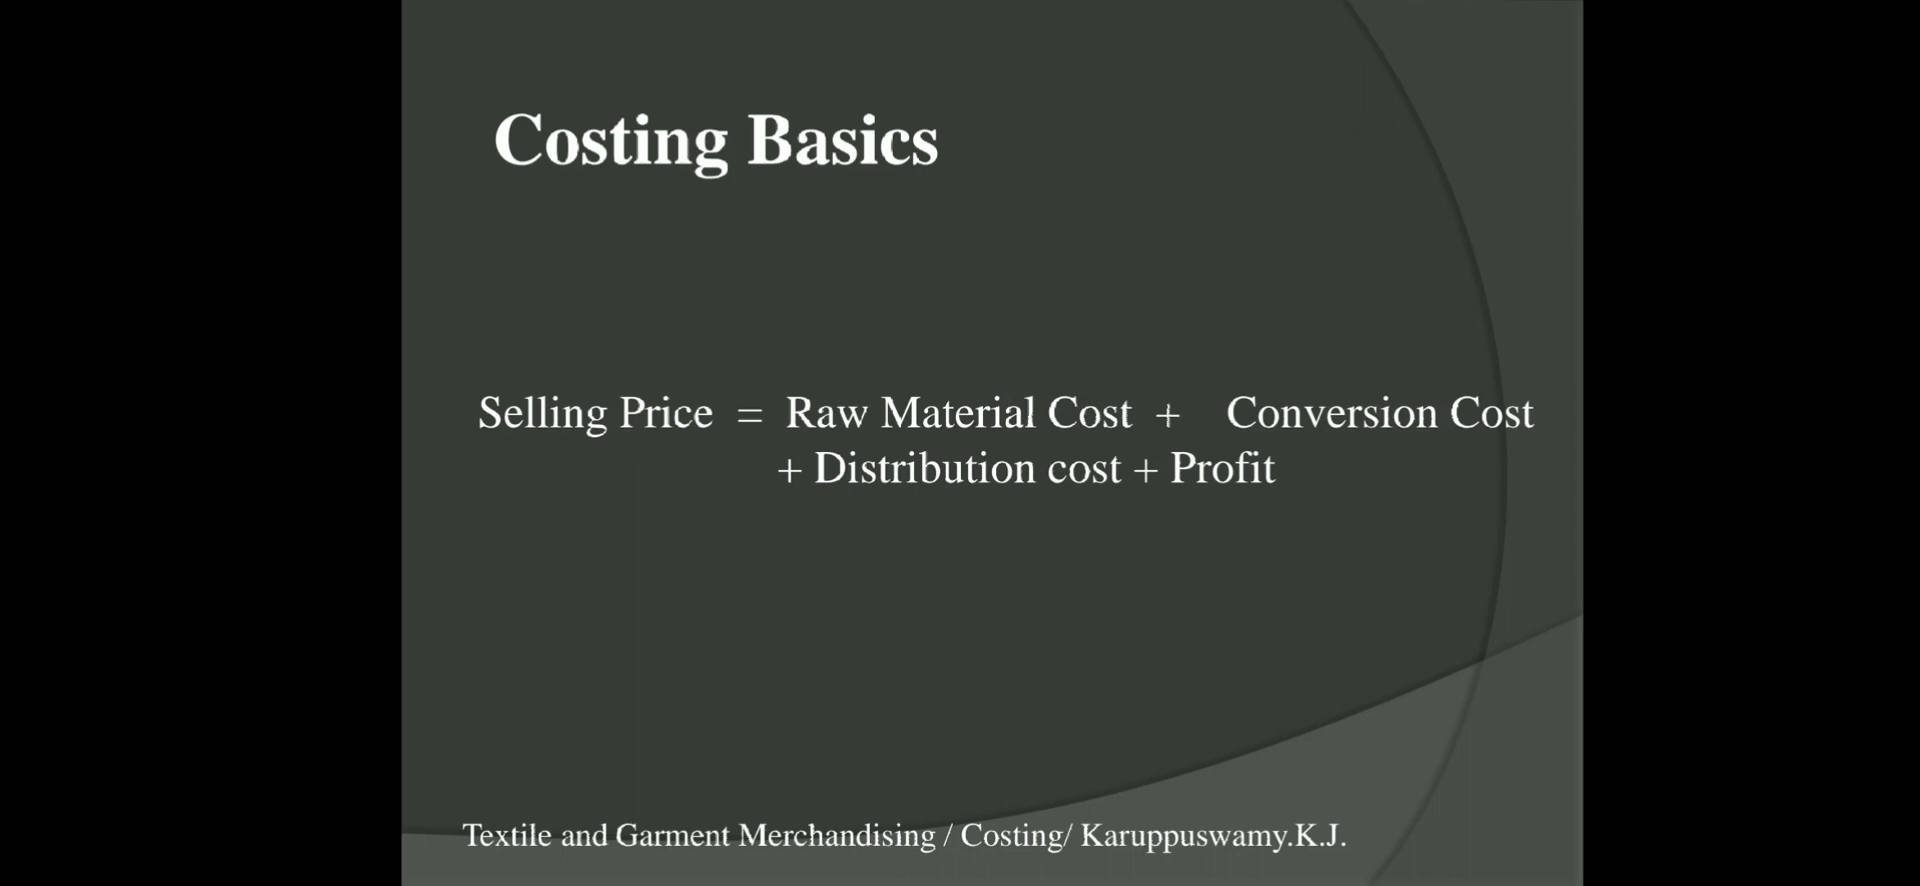 Costing Basics
Selling Price = Raw Material Cost + Conversion Cost
+ Distribution cost + Profit
Textile and Garment Merchandising / Costing/ Karuppuswamy.K.J.